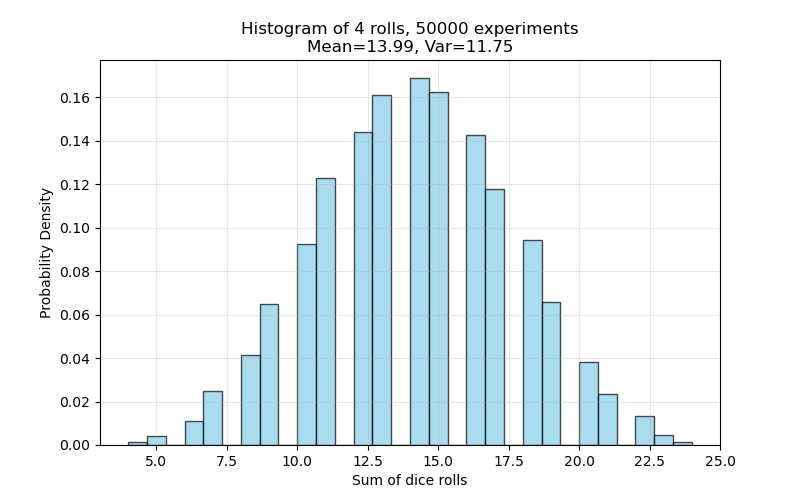 Histogram of 4 rolls, 50000 experiments
Mean=13.99, Var=11.75
Probability Density
0.16
0.14
0.12
0.10
0.08
0.06
0.04
0.02
0.00
5.0 7.5 10.0 12.5 15.0 17.5 20.0 22.5 25.0
Sum of dice rolls